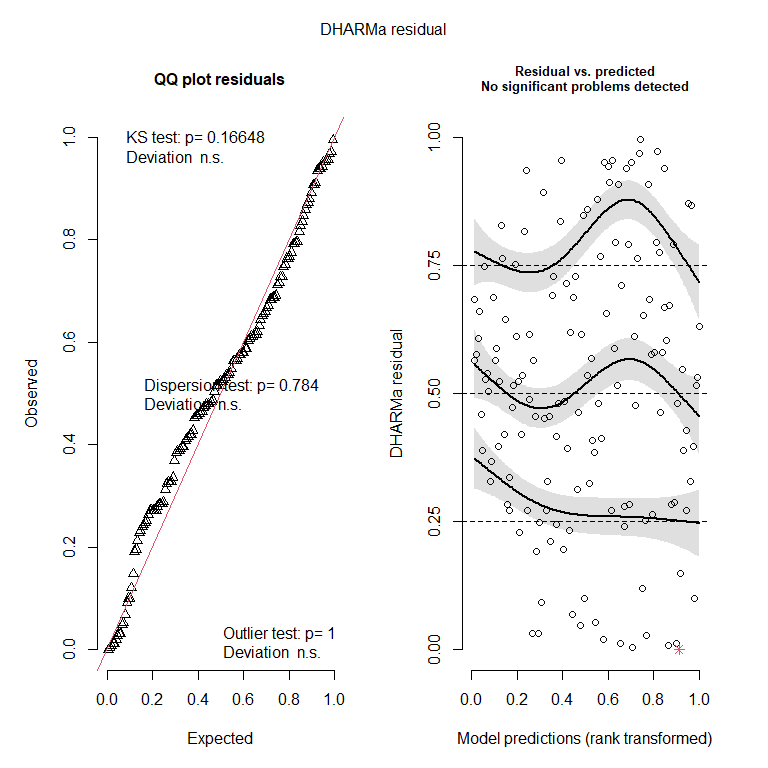 DHARMa residual
QQ plot residuals
KS test: p= 0.16648
Deviation n.s.
Dispersion test: p= 0.784
Deviation n.s.
Outlier test: p= 1
Deviation n.s.
Observed
0.0 0.2 0.4 0.6 0.8 1.0
0.0 0.2 0.4 0.6 0.8 1.0
Expected
Residual vs. predicted
No significant problems detected
DHARMa residual
0.00 0.25 0.50 0.75 1.00
0.0 0.2 0.4 0.6 0.8 1.0
Model predictions (rank transformed)